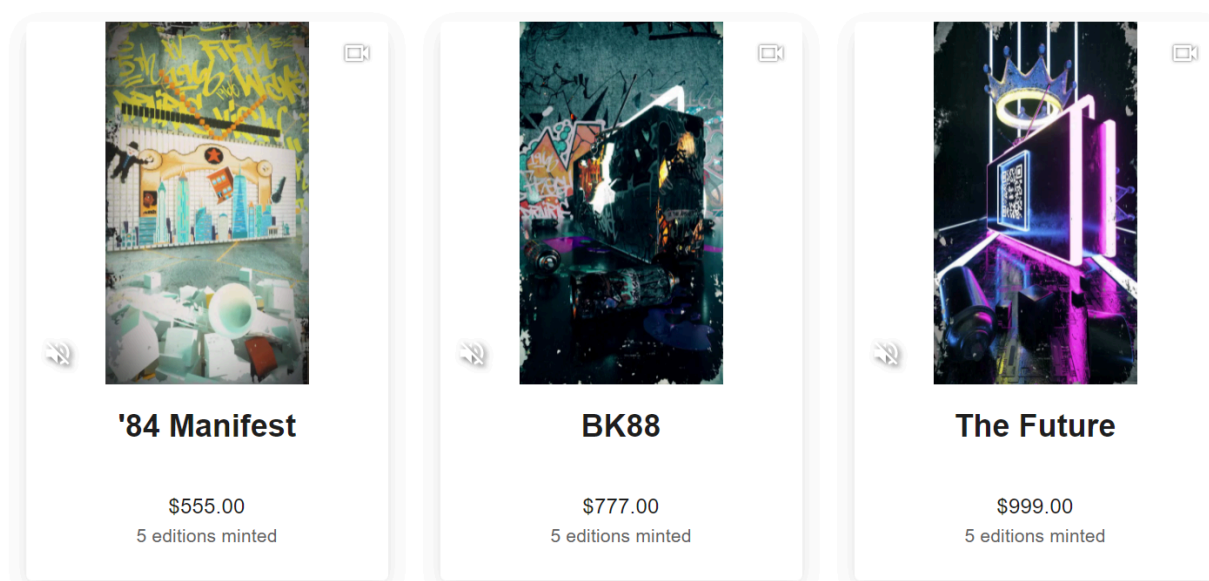 '84 Manifest
$555.00
5 editions minted
BK88
$777.00
5 editions minted
The Future
$999.00
5 editions minted